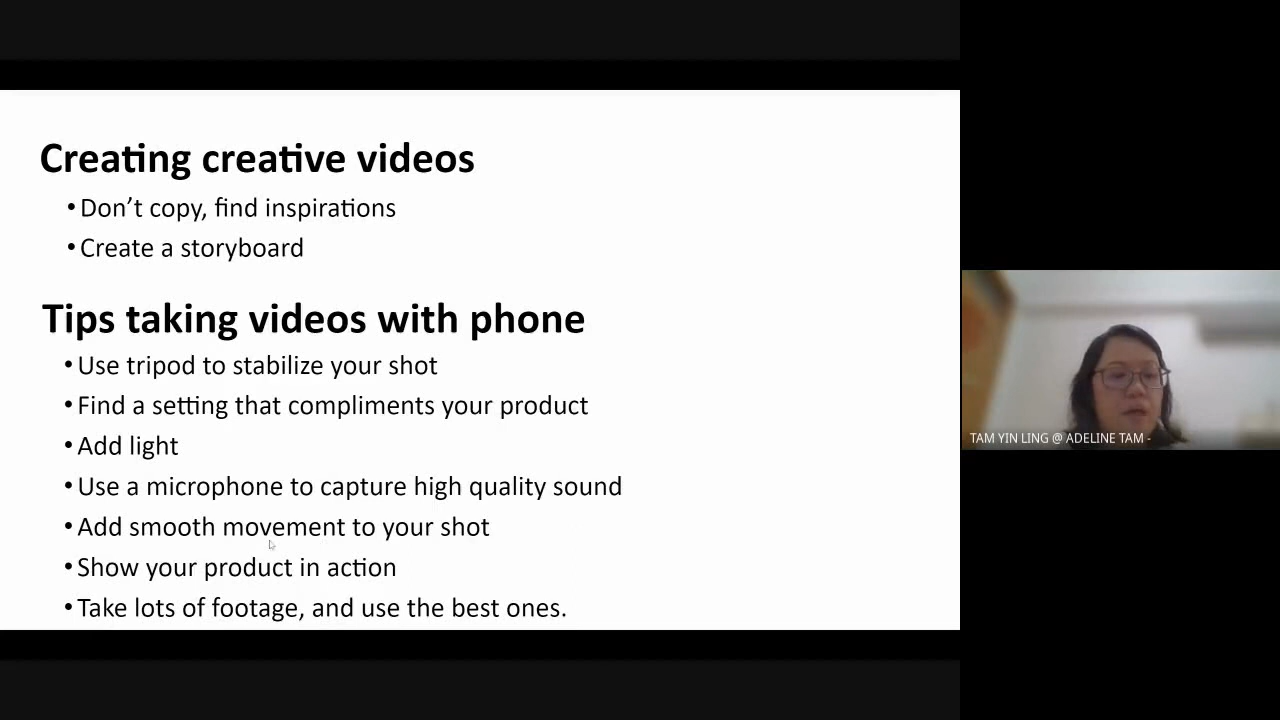 Creating creative videos
• Don’t copy, find inspirations
• Create a storyboard
Tips taking videos with phone
• Use tripod to stabilize your shot
• Find a setting that compliments your product
• Add light
• Use a microphone to capture high quality sound
• Add smooth movement to your shot
• Show your product in action
• Take lots of footage, and use the best ones.
TAM YIN LING @ ADELINE TAM -